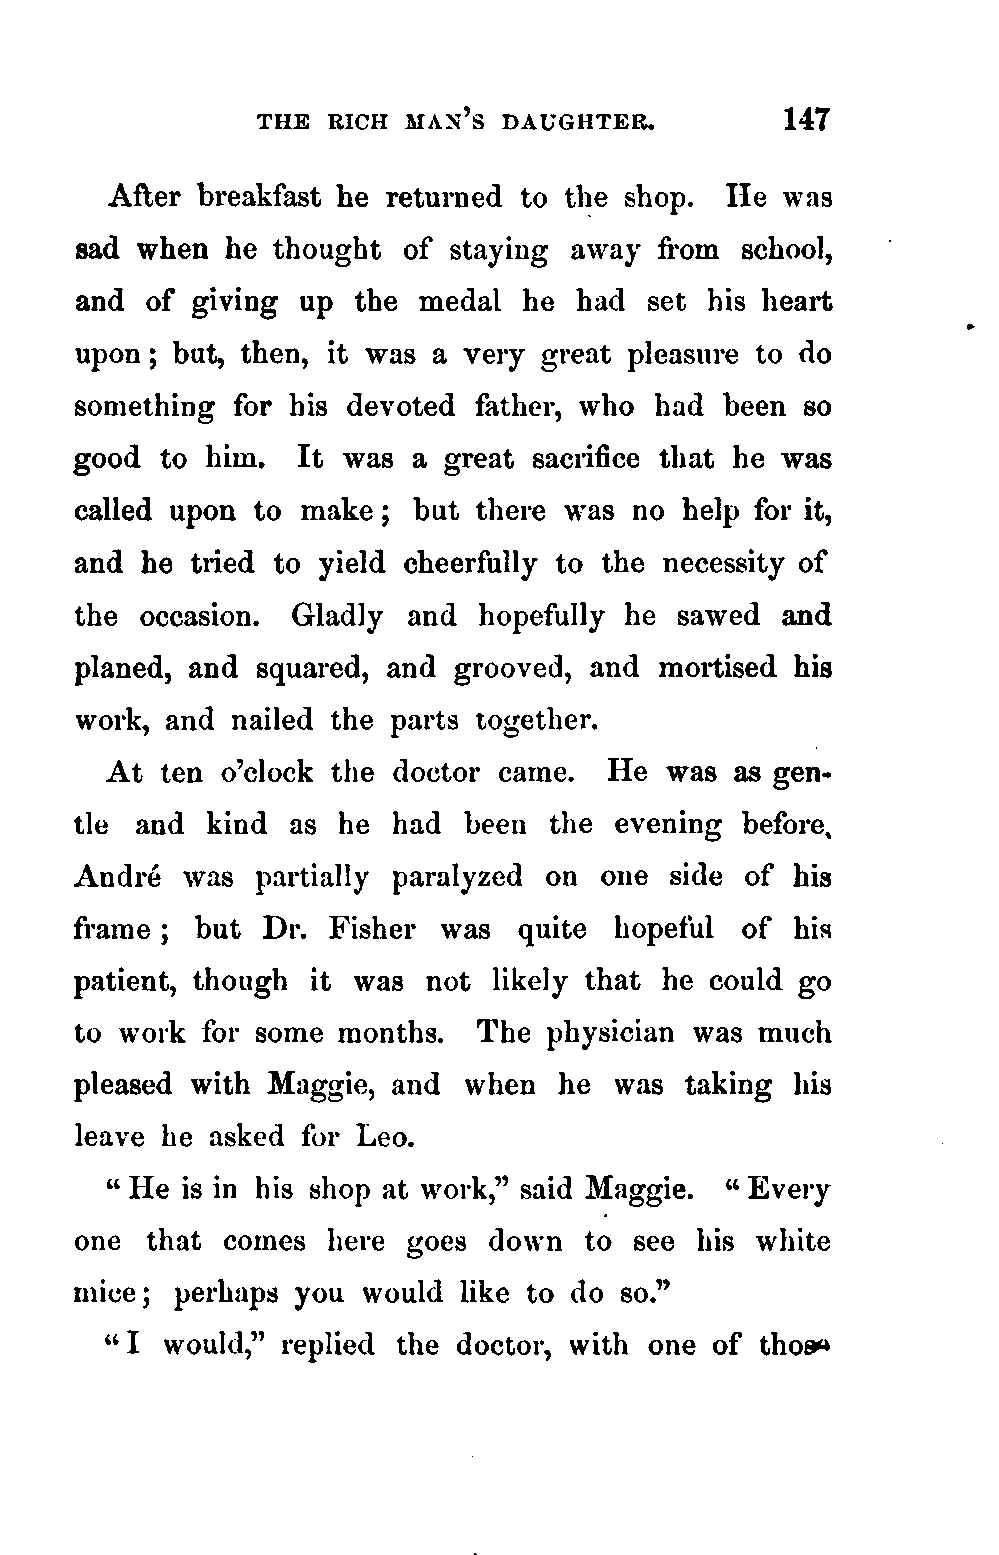 THE RICH MAN'S DAUGHTER. 147
After breakfast he returned to the shop. He was
sad when he thought of staying away from school,
and of giving up the medal he had set his heart
upon; but, then, it was a very great pleasure to do
something for his devoted father, who had been so
good to him. It was a great sacrifice that he was
called upon to make; but there was no help for it,
and he tried to yield cheerfully to the necessity of
the occasion. Gladly and hopefully he sawed and
planed, and squared, and grooved, and mortised his
work, and nailed the parts together.
At ten o'clock the doctor came. He was as gen-
tle and kind as he had been the evening before.
André was partially paralyzed on one side of his
frame; but Dr. Fisher was quite hopeful of his
patient, though it was not likely that he could go
to work for some months. The physician was much
pleased with Maggie, and when he was taking his
leave he asked for Leo.
"He is in his shop at work," said Maggie. "Every
one that comes here goes down to see his white
mice; perhaps you would like to do so."
"I would," replied the doctor, with one of those